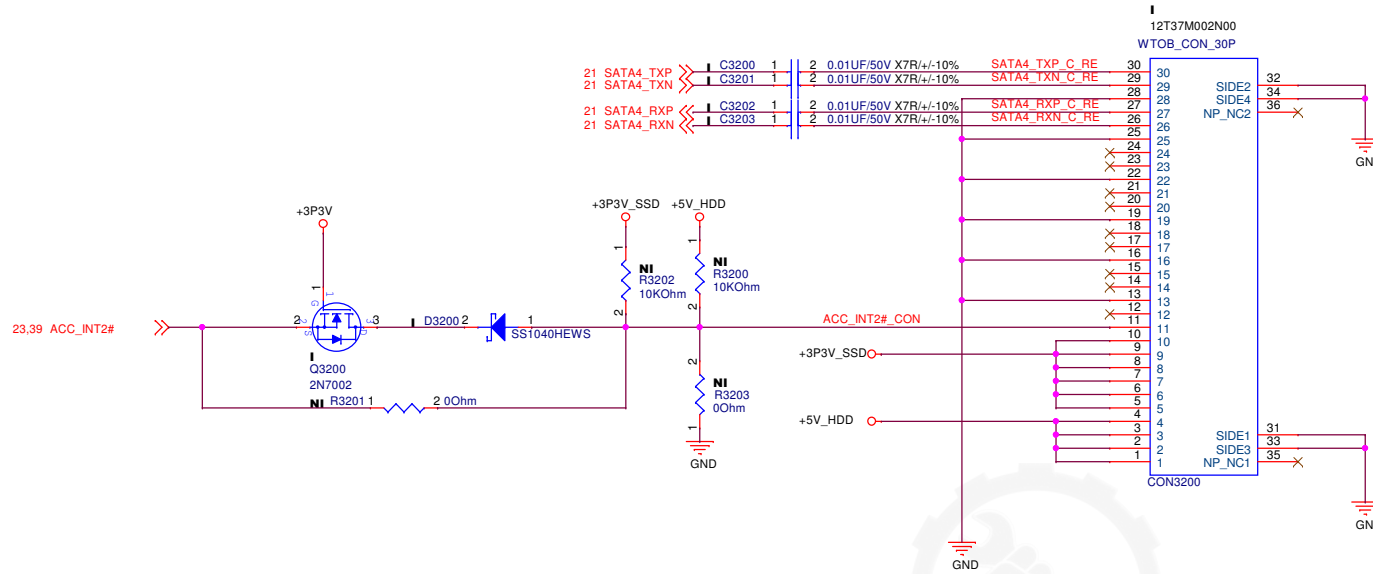 I
12T37M002N00
WTOB_CON_30P
21 SATA4_TXP I C3200 1 2 0.01UF/50V X7R/+/-10% SATA4_TXP_C_RE 30 30
21 SATA4_TXN I C3201 1 2 0.01UF/50V X7R/+/-10% SATA4_TXN_C_RE 29 29 SIDE2 32
28 28 SIDE4 34
21 SATA4_RXP I C3202 1 2 0.01UF/50V X7R/+/-10% SATA4_RXP_C_RE 27 27 NP_NC2 36
21 SATA4_RXN I C3203 1 2 0.01UF/50V X7R/+/-10% SATA4_RXN_C_RE 26 26
25 25
GN
24 24
23 23
22 22
21 21
20 20
+3P3V +3P3V_SSD +5V_HDD 19 19
18 18
17 17
1 1 16 16
NI NI
R3202 R3200 15 15
10KOhm 10KOhm 14 14
1 1 G 13 13
2 2 12 12
23,39 ACC_INT2# 2 2 S 3 D 3 I D3200 2 1 ACC_INT2#_CON 11 11
SS1040HEWS 10 10
+3P3V_SSD 9 9
I 8 8
Q3200 2 7 7
2N7002 NI
NI R3201 1 2 0Ohm R3203 6 6
0Ohm 5 5
+5V_HDD 4 4
1 3 3 SIDE1 31
2 2 SIDE3 33
GND 1 1 NP_NC1 35
CON3200
GN
GND